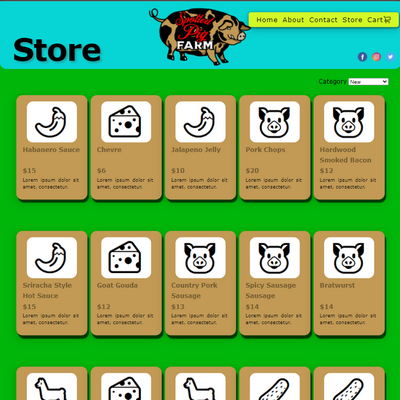 Home About Contact Store Cart
Spotted
Pig
FARM
Store
Category New
Habanero Sauce
$15
Lorem ipsum dolor sit
amet, consectetur.
Chevre
$6
Lorem ipsum dolor sit
amet, consectetur.
Jalapeno Jelly
$10
Lorem ipsum dolor sit
amet, consectetur.
Pork Chops
$20
Lorem ipsum dolor sit
amet, consectetur.
Hardwood
Smoked Bacon
$12
Lorem ipsum dolor sit
amet, consectetur.
Sriracha Style
Hot Sauce
$15
Lorem ipsum dolor sit
amet, consectetur.
Goat Gouda
$12
Lorem ipsum dolor sit
amet, consectetur.
Country Pork
Sausage
$13
Lorem ipsum dolor sit
amet, consectetur.
Spicy Sausage
Sausage
$14
Lorem ipsum dolor sit
amet, consectetur.
Bratwurst
$14
Lorem ipsum dolor sit
amet, consectetur.